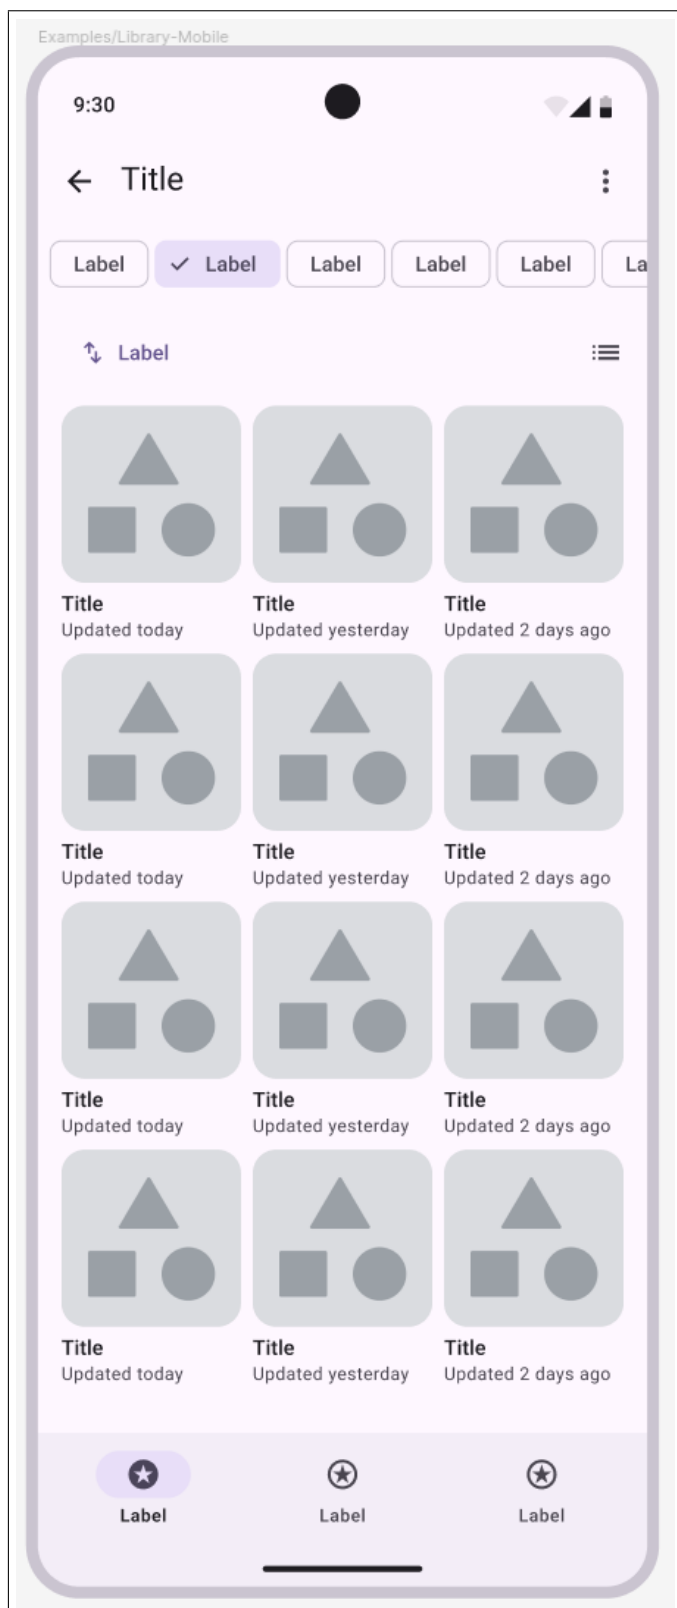 Examples/Library-Mobile
9:30
Title
Label Label Label Label Label La
Label
Title Title Title
Updated today Updated yesterday Updated 2 days ago
Title Title Title
Updated today Updated yesterday Updated 2 days ago
Title Title Title
Updated today Updated yesterday Updated 2 days ago
Title Title Title
Updated today Updated yesterday Updated 2 days ago
Label Label Label